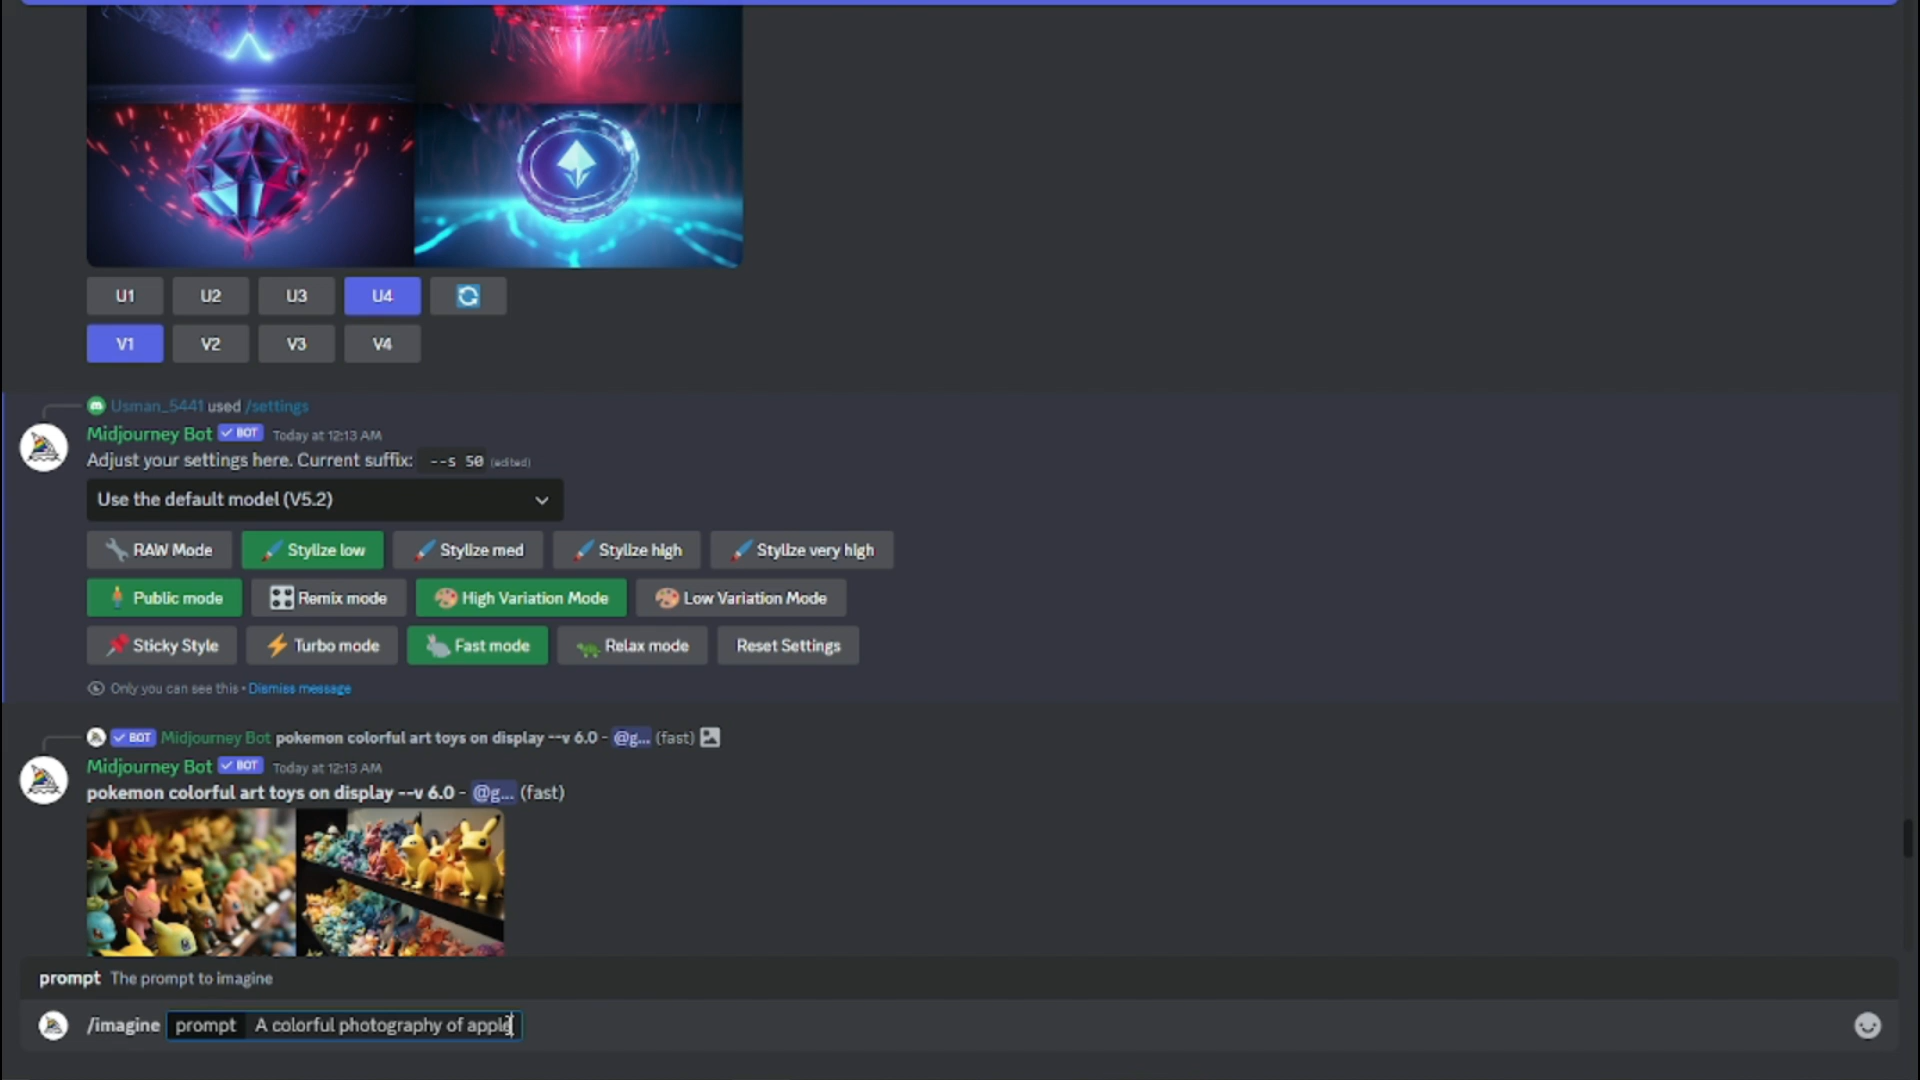 U1 U2 U3 U4
V1 V2 V3 V4
Usman_5441 used /settings
Midjourney Bot BOT Today at 12:13 AM
Adjust your settings here. Current suffix: --s 50 (edited)
Use the default model (V5.2)
RAW Mode Stylize low Stylize med Stylize high Stylize very high
Public mode Remix mode High Variation Mode Low Variation Mode
Sticky Style Turbo mode Fast mode Relax mode Reset Settings
Only you can see this • Dismiss message
BOT Midjourney Bot pokemon colorful art toys on display --v 6.0 - @g... (fast)
Midjourney Bot BOT Today at 12:13 AM
pokemon colorful art toys on display --v 6.0 - @g... (fast)
prompt The prompt to imagine
/imagine prompt A colorful photography of apple